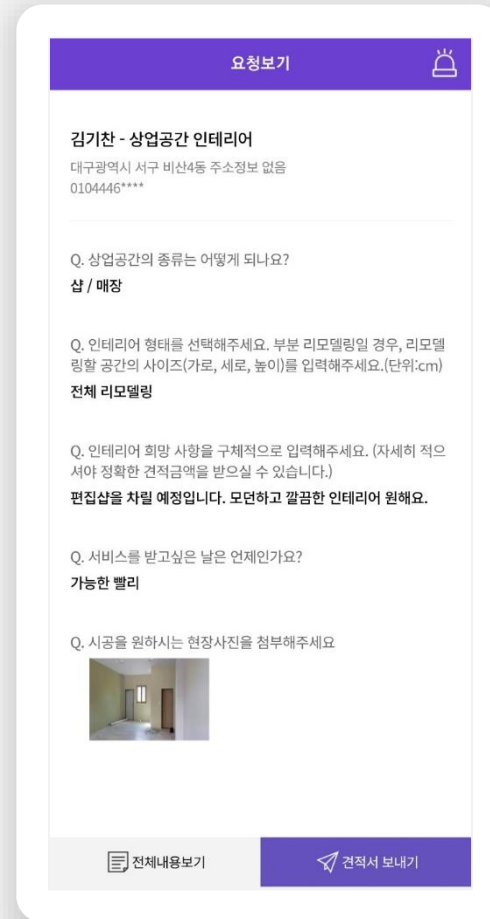 요청보기
김기찬 - 상업공간 인테리어
대구광역시 서구 비산4동 주소정보 없음
0104446****
Q. 상업공간의 종류는 어떻게 되나요?
샵 / 매장
Q. 인테리어 형태를 선택해주세요. 부분 리모델링일 경우, 리모델
링할 공간의 사이즈(가로, 세로, 높이)를 입력해주세요.(단위:cm)
전체 리모델링
Q. 인테리어 희망 사항을 구체적으로 입력해주세요. (자세히 적으
셔야 정확한 견적금액을 받으실 수 있습니다.)
편집샵을 차릴 예정입니다. 모던하고 깔끔한 인테리어 원해요.
Q. 서비스를 받고싶은 날은 언제인가요?
가능한 빨리
Q. 시공을 원하시는 현장사진을 첨부해주세요
전체내용보기
견적서 보내기